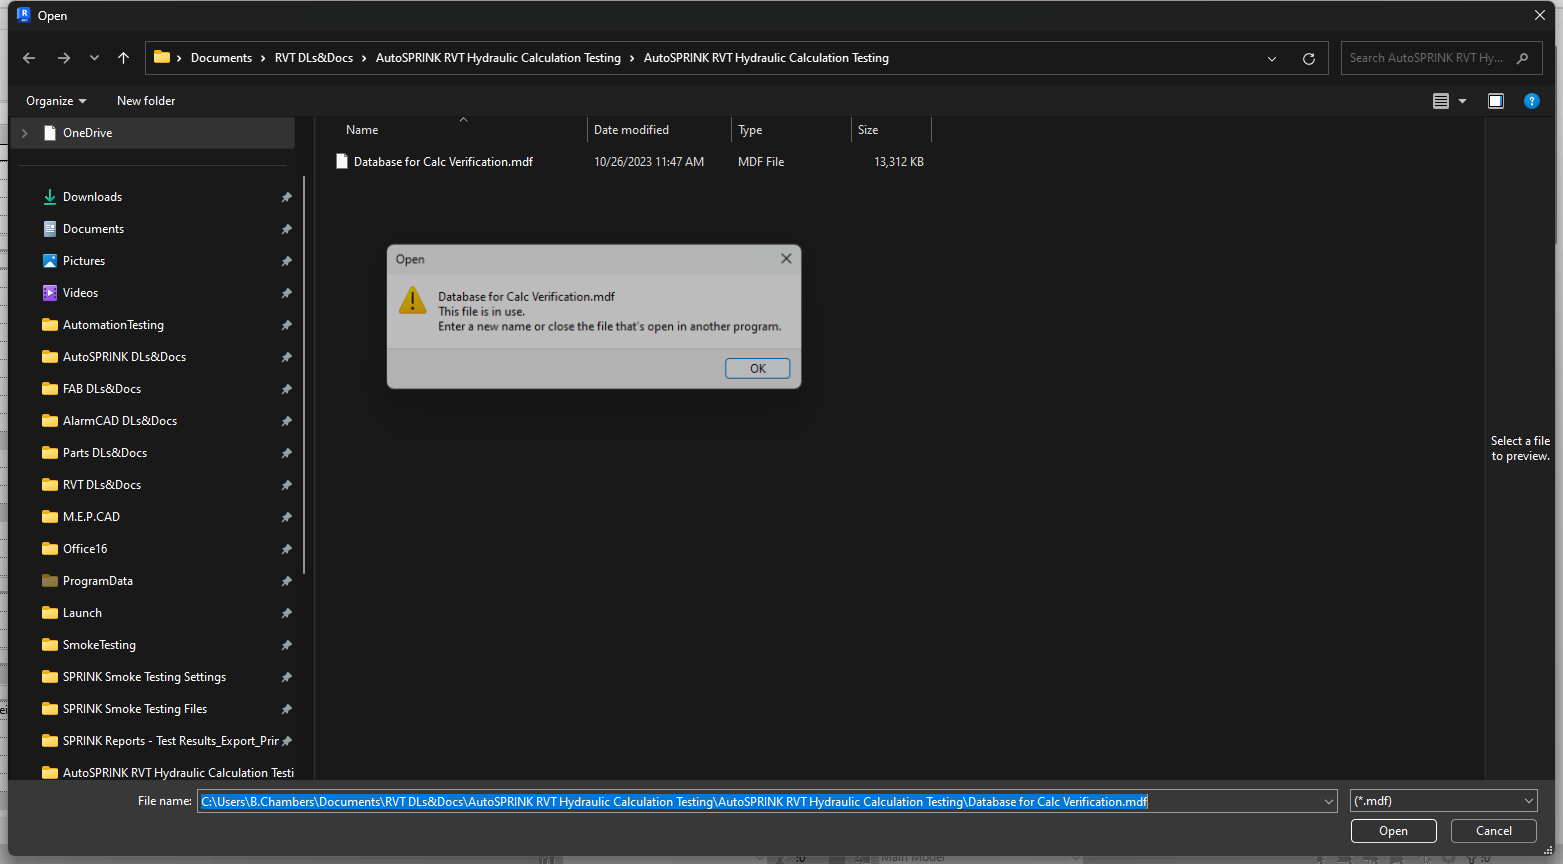 Open
Documents > RVT DLs&Docs > AutoSPRINK RVT Hydraulic Calculation Testing > AutoSPRINK RVT Hydraulic Calculation Testing
Search AutoSPRINK RVT Hy...
Organize
New folder
OneDrive
Downloads
Documents
Pictures
Videos
AutomationTesting
AutoSPRINK DLs&Docs
FAB DLs&Docs
AlarmCAD DLs&Docs
Parts DLs&Docs
RVT DLs&Docs
M.E.P.CAD
Office16
ProgramData
Launch
SmokeTesting
SPRINK Smoke Testing Settings
SPRINK Smoke Testing Files
SPRINK Reports - Test Results_Export_Prin
AutoSPRINK RVT Hydraulic Calculation Testi
Name Date modified Type Size
Database for Calc Verification.mdf 10/26/2023 11:47 AM MDF File 13,312 KB
Open
Database for Calc Verification.mdf
This file is in use.
Enter a new name or close the file that's open in another program.
OK
Select a file
to preview.
File name: C:\Users\B.Chambers\Documents\RVT DLs&Docs\AutoSPRINK RVT Hydraulic Calculation Testing\AutoSPRINK RVT Hydraulic Calculation Testing\Database for Calc Verification.mdf
(*.mdf)
Open
Cancel
:0
Main Model
:0